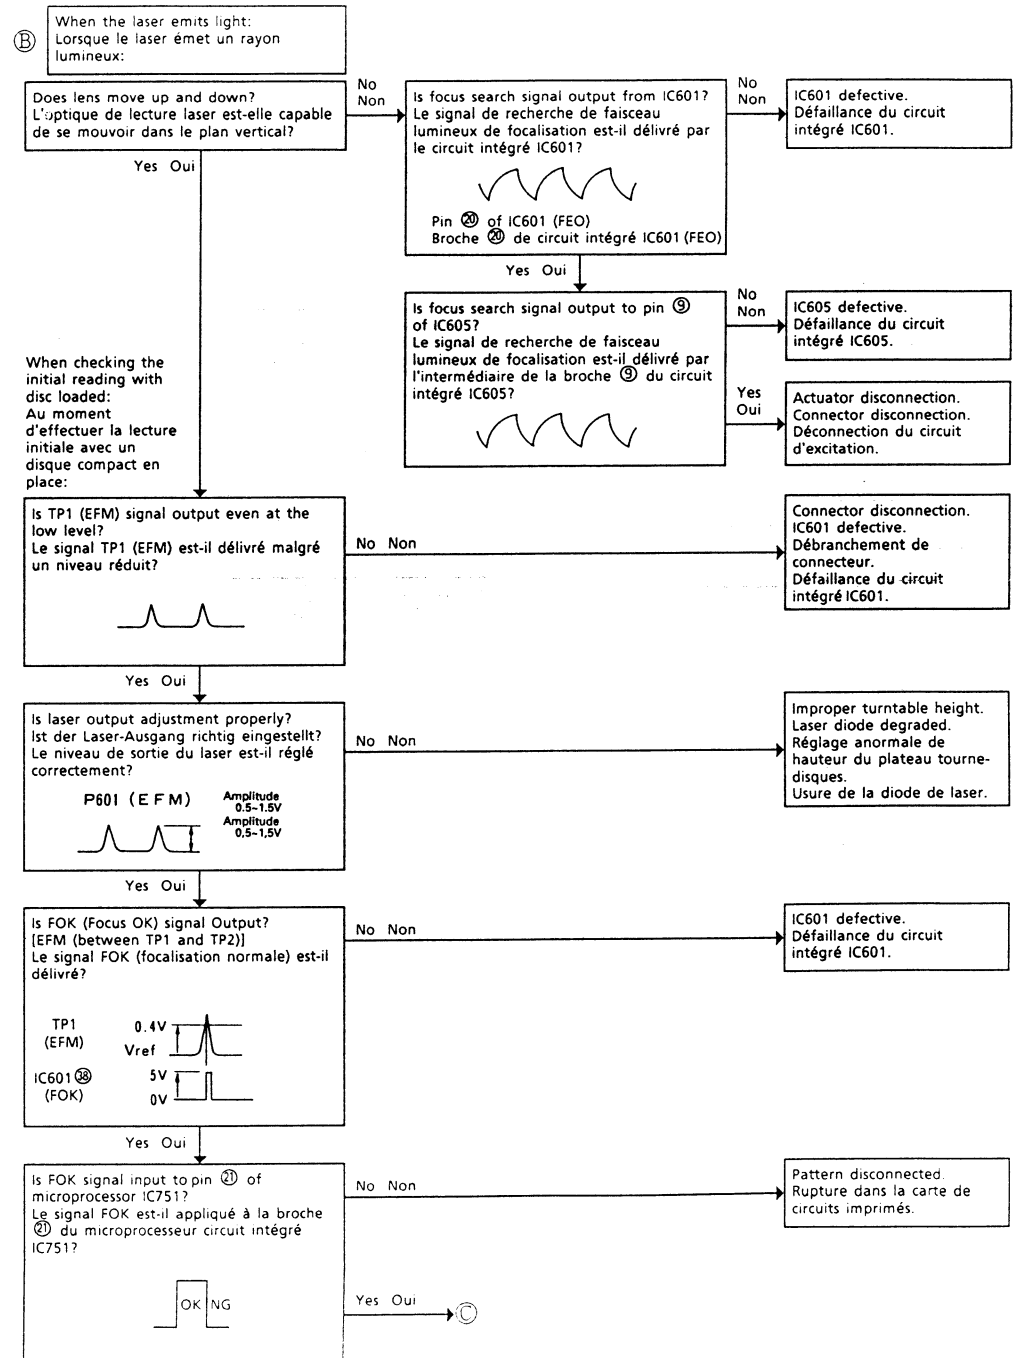 Ⓑ
When the laser emits light:
Lorsque le laser émet un rayon
lumineux:
Does lens move up and down?
L'optique de lecture laser est-elle capable
de se mouvoir dans le plan vertical?
No
Non
Is focus search signal output from IC601?
Le signal de recherche de faisceau
lumineux de focalisation est-il délivré par
le circuit intégré IC601?
Pin ⑳ of IC601 (FEO)
Broche ⑳ de circuit intégré IC601 (FEO)
No
Non
IC601 defective.
Défaillance du circuit
intégré IC601.
Yes Oui
Yes Oui
Is focus search signal output to pin ⑨
of IC605?
Le signal de recherche de faisceau
lumineux de focalisation est-il délivré par
l'intermédiaire de la broche ⑨ du circuit
intégré IC605?
No
Non
IC605 defective.
Défaillance du circuit
intégré IC605.
Yes
Oui
Actuator disconnection.
Connector disconnection.
Déconnection du circuit
d'excitation.
When checking the
initial reading with
disc loaded:
Au moment
d'effectuer la lecture
initiale avec un
disque compact en
place:
Is TP1 (EFM) signal output even at the
low level?
Le signal TP1 (EFM) est-il délivré malgré
un niveau réduit?
No Non
Connector disconnection.
IC601 defective.
Débranchement de
connecteur.
Défaillance du circuit
intégré IC601.
Yes Oui
Is laser output adjustment properly?
Ist der Laser-Ausgang richtig eingestellt?
Le niveau de sortie du laser est-il réglé
correctement?
P601 (EFM)
Amplitude
0.5~1.5V
Amplitude
0,5~1,5V
No Non
Improper turntable height.
Laser diode degraded.
Réglage anormale de
hauteur du plateau tourne-
disques.
Usure de la diode de laser.
Yes Oui
Is FOK (Focus OK) signal Output?
[EFM (between TP1 and TP2)]
Le signal FOK (focalisation normale) est-il
délivré?
TP1
(EFM)
0.4V
Vref
IC601 ㊳
(FOK)
5V
0V
No Non
IC601 defective.
Défaillance du circuit
intégré IC601.
Yes Oui
Is FOK signal input to pin ㉑ of
microprocessor IC751?
Le signal FOK est-il appliqué à la broche
㉑ du microprocesseur circuit intégré
IC751?
OK NG
No Non
Pattern disconnected.
Rupture dans la carte de
circuits imprimés.
Yes Oui
Ⓒ